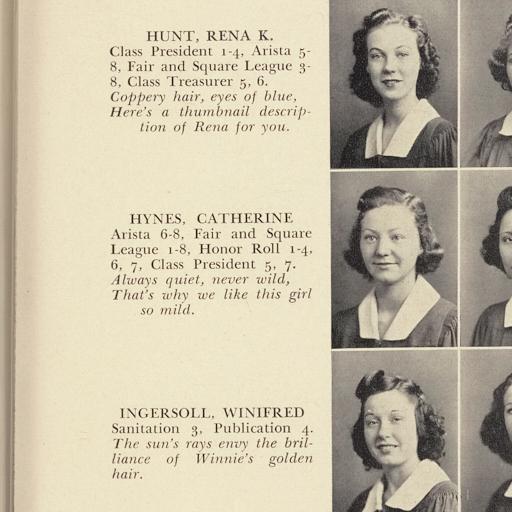 HUNT, RENA K.
Class President 1-4, Arista 5-
8, Fair and Square League 3-
8, Class Treasurer 5, 6.
Coppery hair, eyes of blue,
Here's a thumbnail descrip-
tion of Rena for you.
HYNES, CATHERINE
Arista 6-8, Fair and Square
League 1-8, Honor Roll 1-4,
6, 7, Class President 5, 7.
Always quiet, never wild,
That's why we like this girl
so mild.
INGERSOLL, WINIFRED
Sanitation 3, Publication 4.
The sun's rays envy the bril-
liance of Winnie's golden
hair.